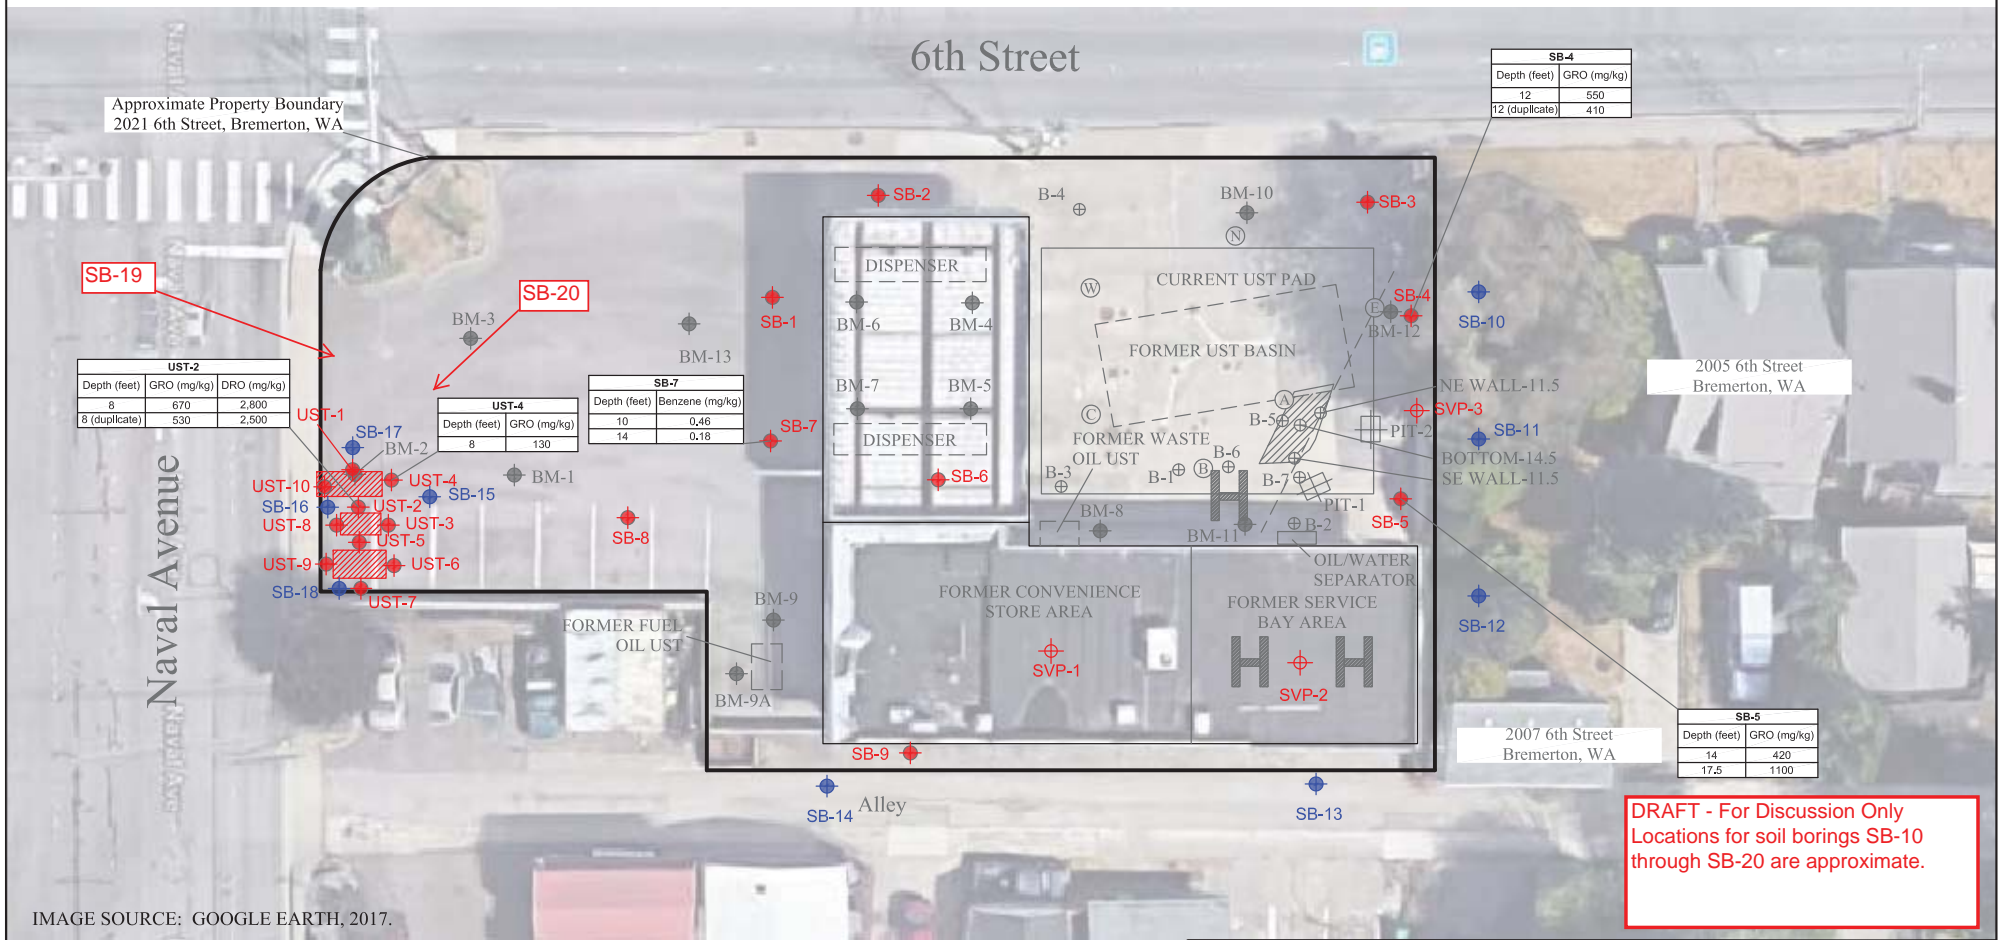 6th Street
Approximate Property Boundary
2021 6th Street, Bremerton, WA
SB-4
Depth (feet) GRO (mg/kg)
12 550
12 (duplicate) 410
SB-2
B-4
BM-10
SB-3
N
SB-19
SB-20
DISPENSER
CURRENT UST PAD
W
E
SB-4
BM-12
SB-10
BM-3
BM-13
SB-1
BM-6
BM-4
FORMER UST BASIN
2005 6th Street
Bremerton, WA
UST-2
Depth (feet) GRO (mg/kg) DRO (mg/kg)
8 670 2,800
8 (duplicate) 530 2,500
UST-4
Depth (feet) GRO (mg/kg)
8 130
SB-7
Depth (feet) Benzene (mg/kg)
10 0.46
14 0.18
BM-7
BM-5
NE WALL-11.5
A
C
UST-1
SB-17
BM-2
SB-7
DISPENSER
FORMER WASTE
OIL UST
B-5
PIT-2
SVP-3
SB-11
BOTTOM-14.5
SE WALL-11.5
UST-10
UST-4
BM-1
SB-6
B-3
B-1
B
B-6
B-7
PIT-1
SB-16
UST-2
SB-15
UST-8
UST-3
SB-8
BM-8
BM-11
B-2
SB-5
UST-5
UST-9
UST-6
OIL/WATER
SEPARATOR
SB-18
UST-7
BM-9
FORMER CONVENIENCE
STORE AREA
FORMER SERVICE
BAY AREA
SB-12
FORMER FUEL
OIL UST
BM-9A
SVP-1
SVP-2
Naval Avenue
SB-9
2007 6th Street
Bremerton, WA
SB-5
Depth (feet) GRO (mg/kg)
14 420
17.5 1100
SB-14
Alley
SB-13
DRAFT - For Discussion Only
Locations for soil borings SB-10
through SB-20 are approximate.
IMAGE SOURCE: GOOGLE EARTH, 2017.